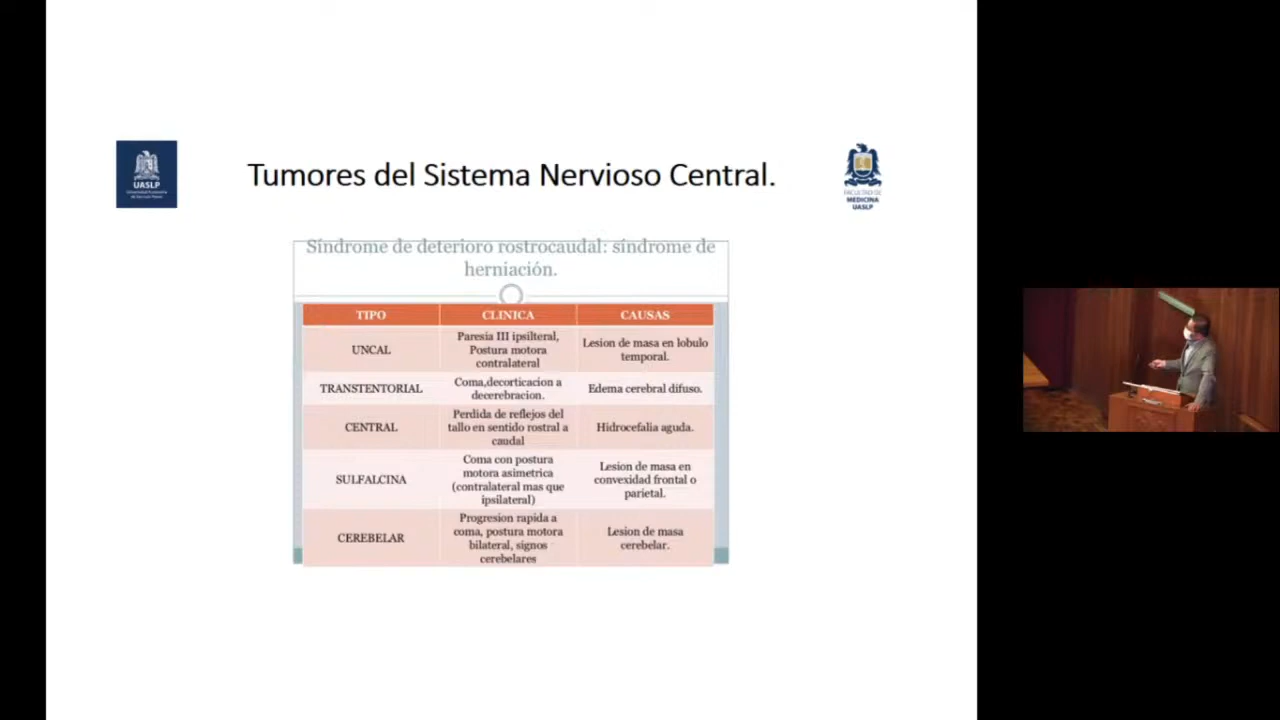 UASLP
Tumores del Sistema Nervioso Central.
FACULTAD DE
MEDICINA
UASLP
Síndrome de deterioro rostrocaudal: síndrome de
herniación.
TIPO CLINICA CAUSAS
UNCAL
Paresia III ipsilteral,
Postura motora
contralateral
Lesion de masa en lobulo
temporal.
TRANSTENTORIAL
Coma,decorticacion a
decerebracion.
Edema cerebral difuso.
CENTRAL
Perdida de reflejos del
tallo en sentido rostral a
caudal
Hidrocefalia aguda.
SULFALCINA
Coma con postura
motora asimetrica
(contralateral mas que
ipsilateral)
Lesion de masa en
convexidad frontal o
parietal.
CEREBELAR
Progresion rapida a
coma, postura motora
bilateral, signos
cerebelares
Lesion de masa
cerebelar.